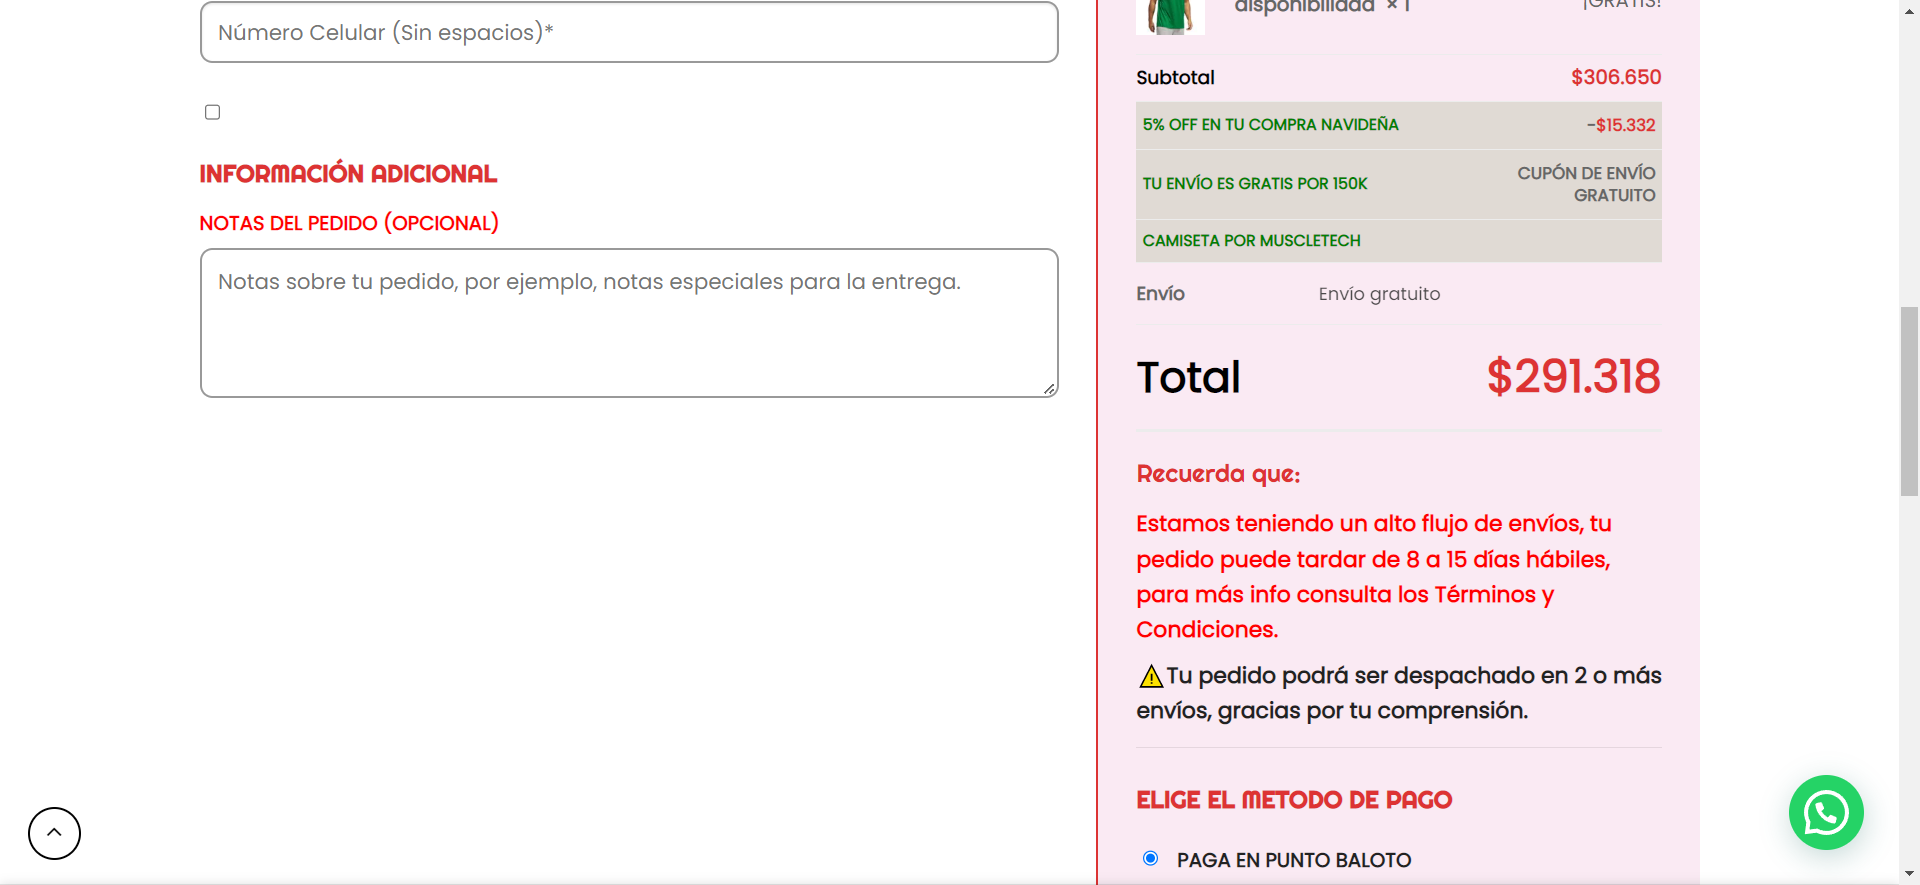 Número Celular (Sin espacios)*
INFORMACIÓN ADICIONAL
NOTAS DEL PEDIDO (OPCIONAL)
Notas sobre tu pedido, por ejemplo, notas especiales para la entrega.
disponibilidad × 1
¡GRATIS!
Subtotal $306.650
5% OFF EN TU COMPRA NAVIDEÑA -$15.332
TU ENVÍO ES GRATIS POR 150K
CUPÓN DE ENVÍO
GRATUITO
CAMISETA POR MUSCLETECH
Envío Envío gratuito
Total $291.318
Recuerda que:
Estamos teniendo un alto flujo de envíos, tu
pedido puede tardar de 8 a 15 días hábiles,
para más info consulta los Términos y
Condiciones.
⚠Tu pedido podrá ser despachado en 2 o más
envíos, gracias por tu comprensión.
ELIGE EL METODO DE PAGO
PAGA EN PUNTO BALOTO